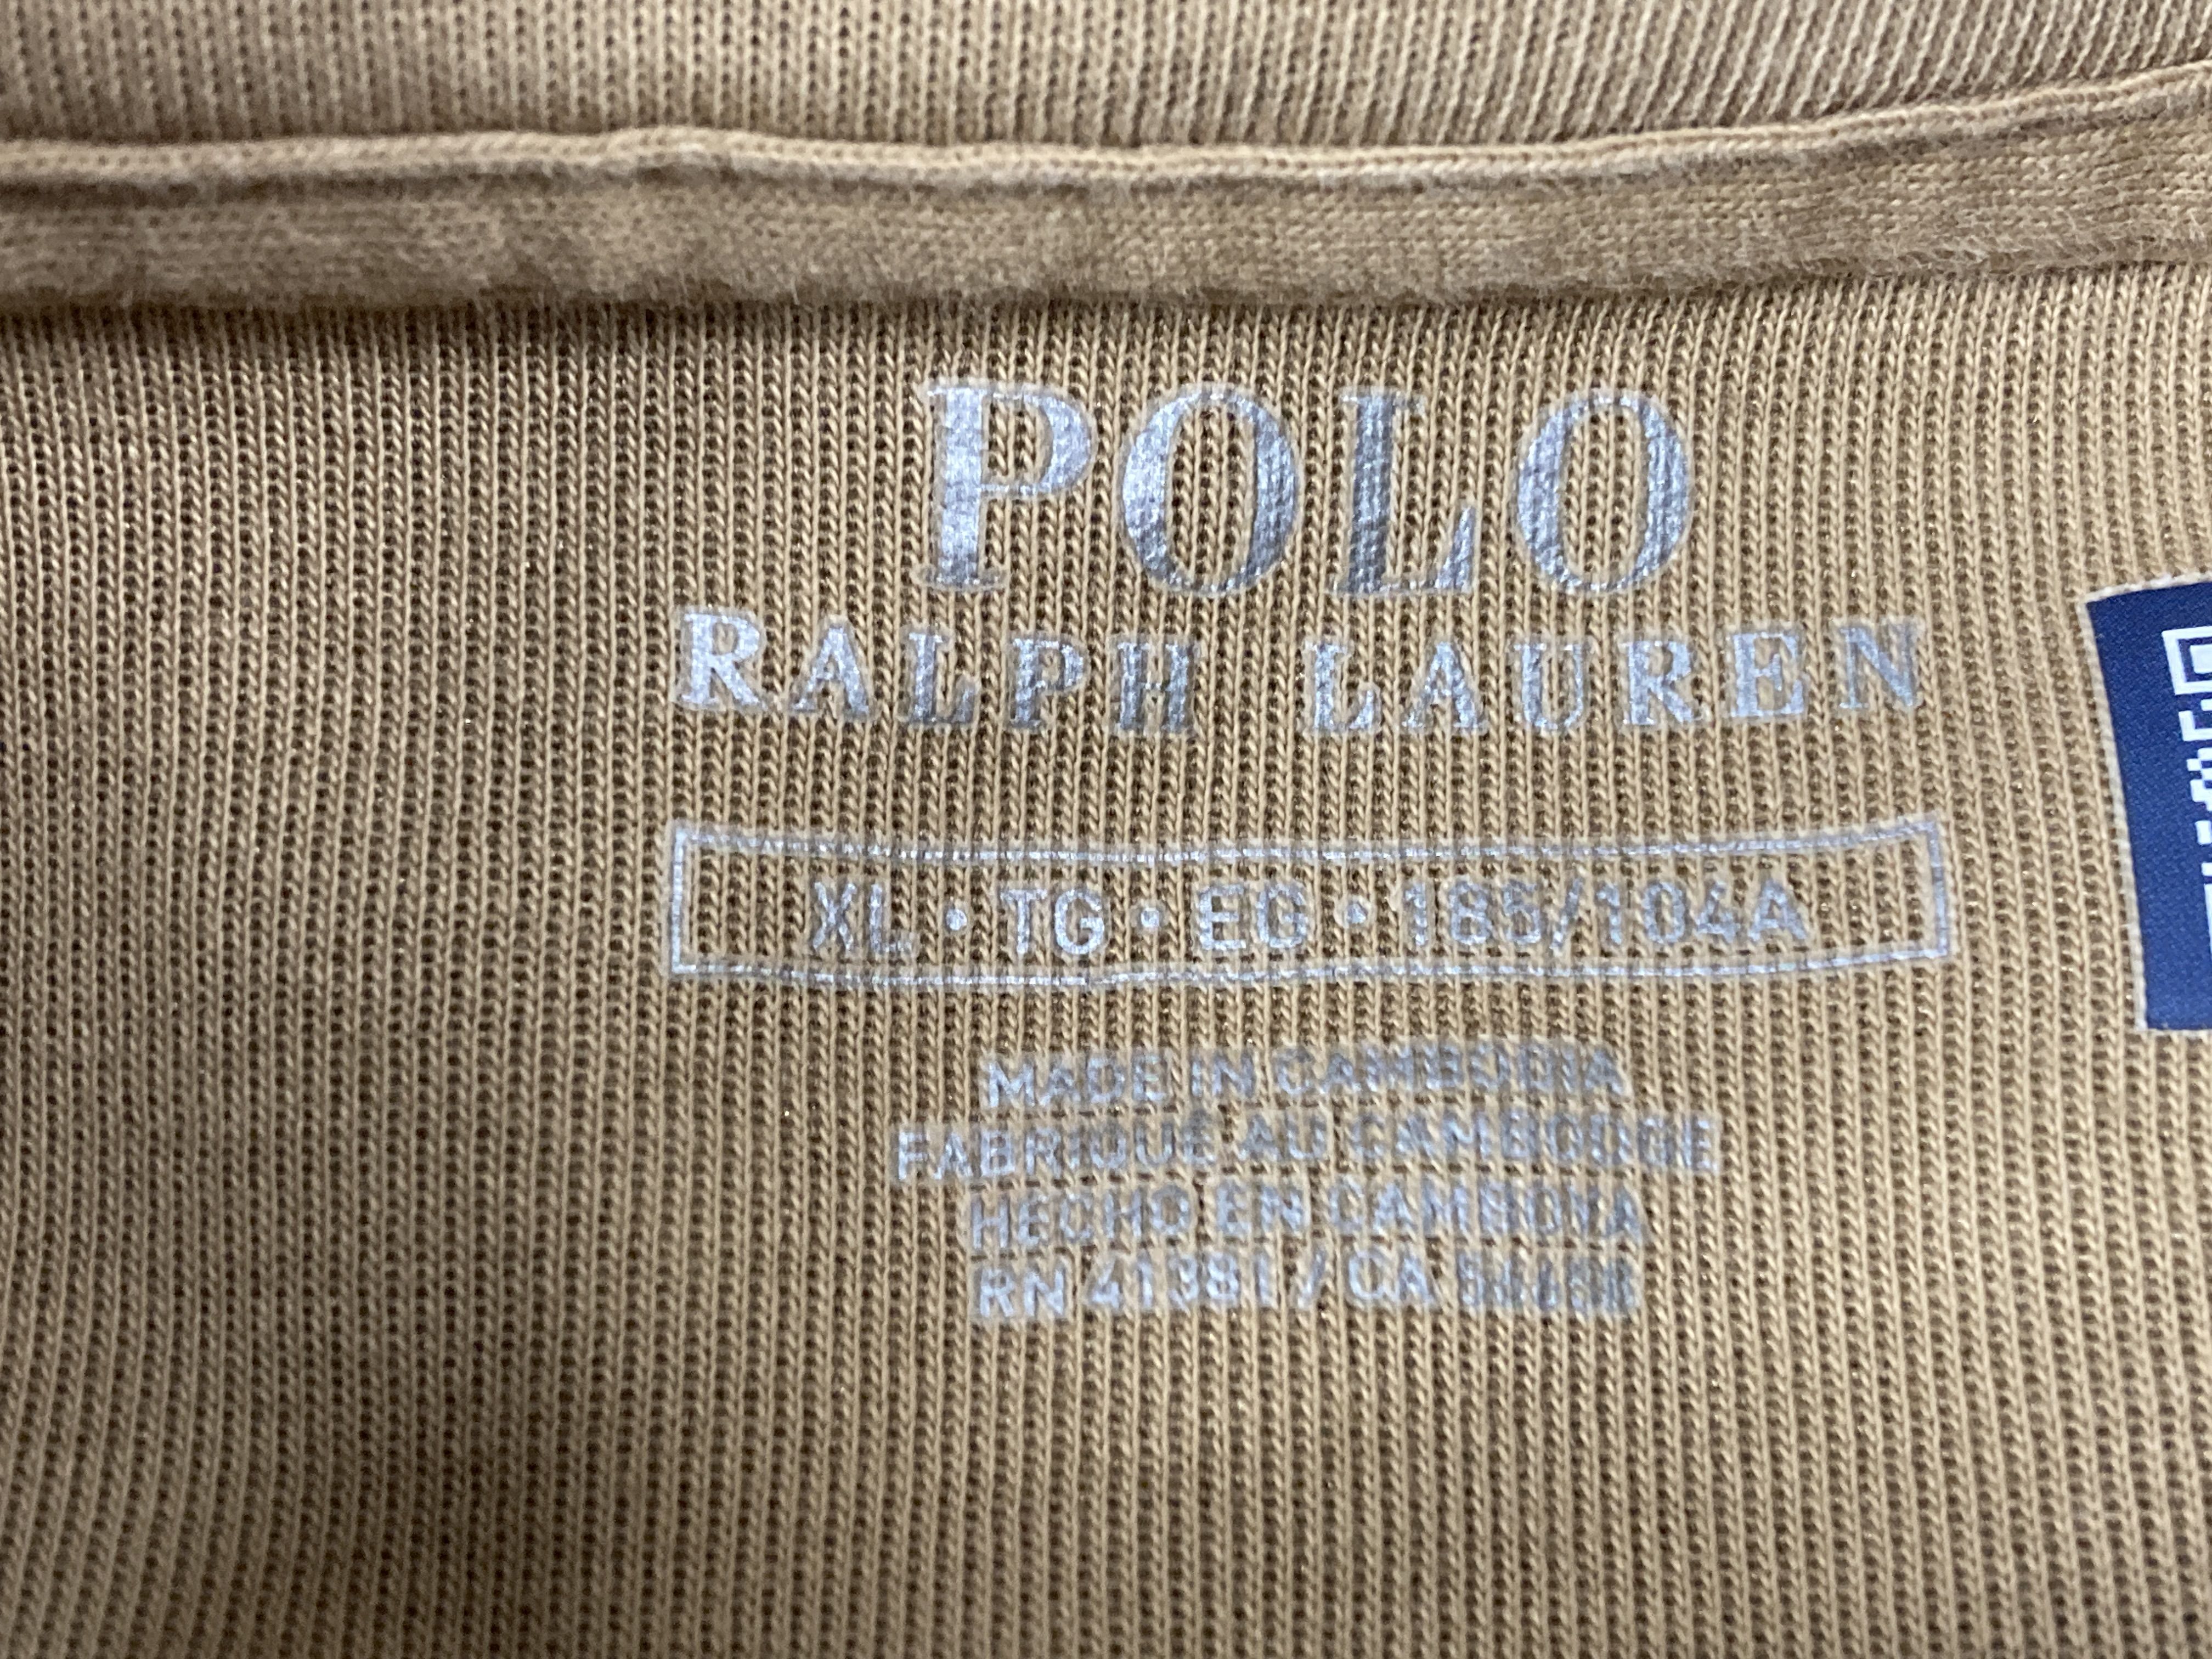 POLO
RALPH LAUREN
XL • TG • EG • 185/104A
MADE IN CAMBODIA
FABRIQUÉ AU CAMBODGE
HECHO EN CAMBOYA
RN 41381 / CA